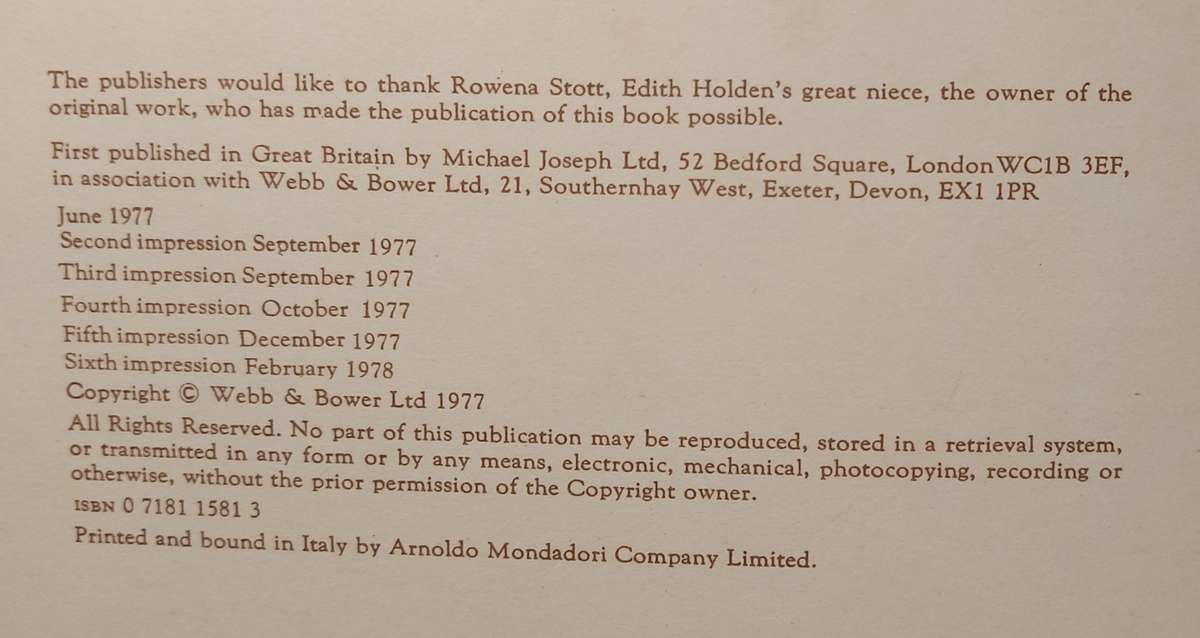 The publishers would like to thank Rowena Stott, Edith Holden's great niece, the owner of the
original work, who has made the publication of this book possible.
First published in Great Britain by Michael Joseph Ltd, 52 Bedford Square, London WC1B 3EF,
in association with Webb & Bower Ltd, 21, Southernhay West, Exeter, Devon, EX1 1PR
June 1977
Second impression September 1977
Third impression September 1977
Fourth impression October 1977
Fifth impression December 1977
Sixth impression February 1978
Copyright © Webb & Bower Ltd 1977
All Rights Reserved. No part of this publication may be reproduced, stored in a retrieval system,
or transmitted in any form or by any means, electronic, mechanical, photocopying, recording or
otherwise, without the prior permission of the Copyright owner.
ISBN 0 7181 1581 3
Printed and bound in Italy by Arnoldo Mondadori Company Limited.